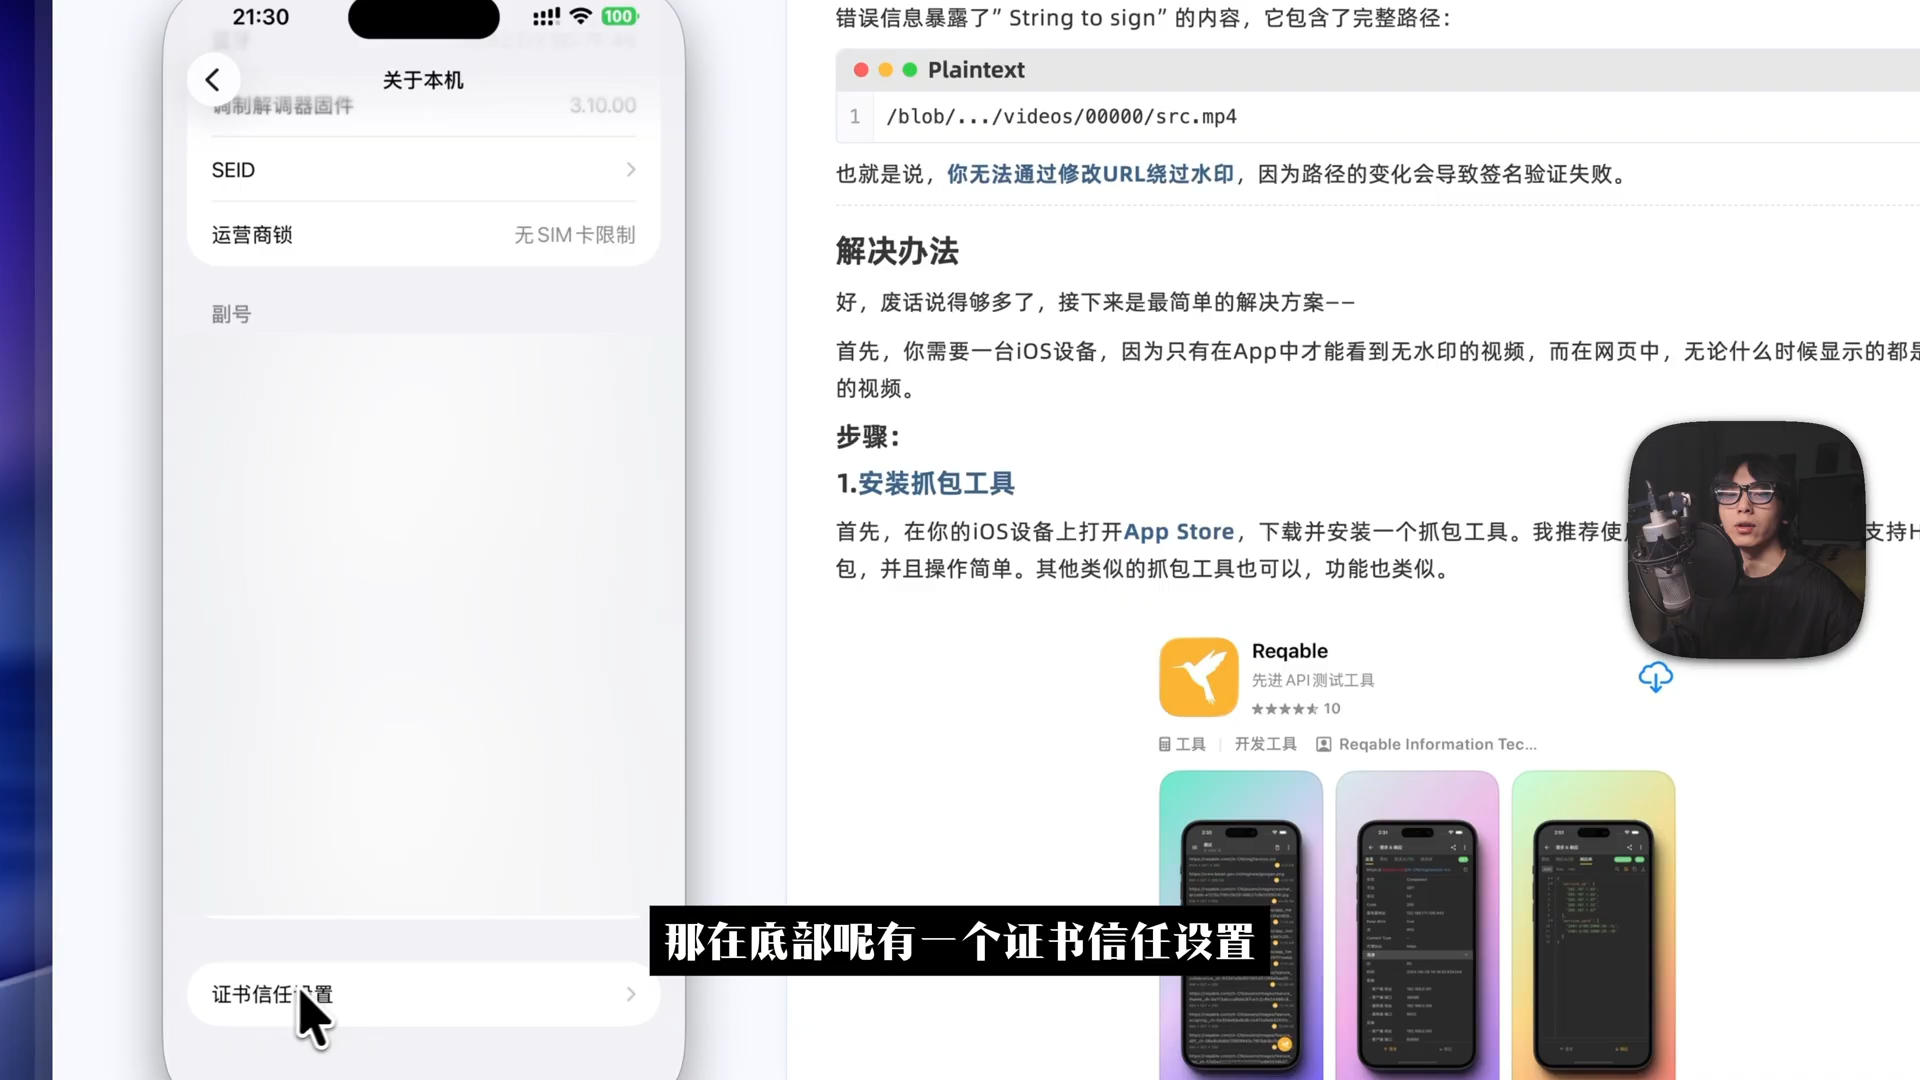 21:30
100
关于本机
调制解调器固件
3.10.00
SEID
运营商锁
无SIM卡限制
副号
证书信任设置
错误信息暴露了” String to sign” 的内容，它包含了完整路径：
Plaintext
1
/blob/.../videos/00000/src.mp4
也就是说，你无法通过修改URL绕过水印，因为路径的变化会导致签名验证失败。
解决办法
好，废话说得够多了，接下来是最简单的解决方案——
首先，你需要一台iOS设备，因为只有在App中才能看到无水印的视频，而在网页中，无论什么时候显示的都是
的视频。
步骤：
1.安装抓包工具
首先，在你的iOS设备上打开App Store，下载并安装一个抓包工具。我推荐使
支持H
包，并且操作简单。其他类似的抓包工具也可以，功能也类似。
Reqable
先进API测试工具
10
工具
开发工具
Reqable Information Tec...
那在底部呢有一个证书信任设置